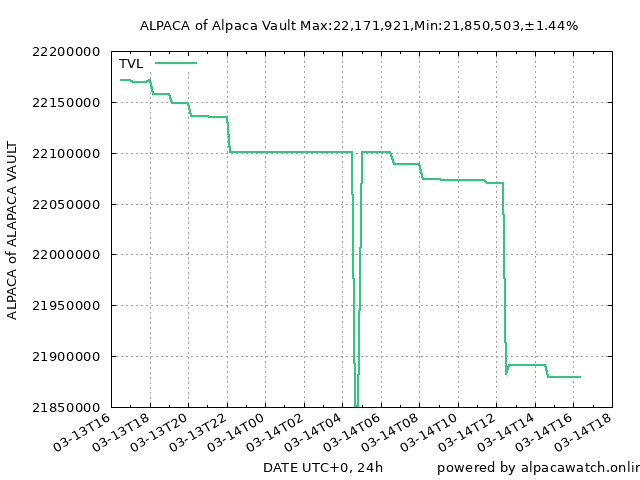 ALPACA of Alpaca Vault Max:22,171,921,Min:21,850,503,±1.44%
ALPACA of ALAPACA VAULT
TVL
22200000
22150000
22100000
22050000
22000000
21950000
21900000
21850000
03-13T16
03-13T18
03-13T20
03-13T22
03-14T00
03-14T02
03-14T04
03-14T06
03-14T08
03-14T10
03-14T12
03-14T14
03-14T16
03-14T18
DATE UTC+0, 24h
powered by alpacawatch.onlin